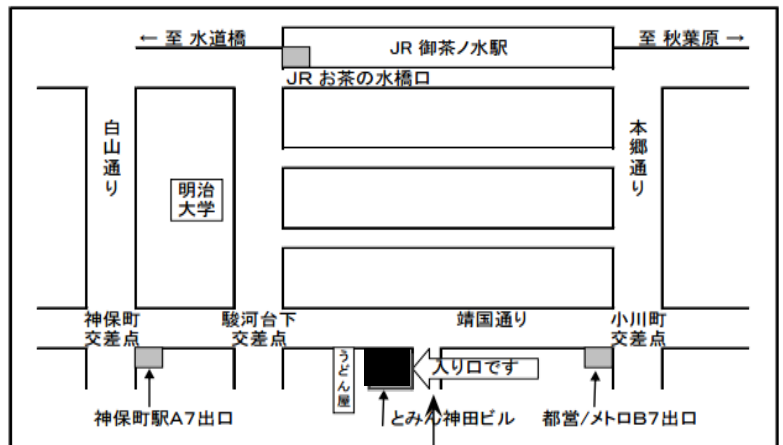 ← 至 水道橋
JR 御茶ノ水駅
至 秋葉原 →
JR お茶の水橋口
白山通り
本郷通り
明治
大学
神保町
交差点
駿河台下
交差点
靖国通り
小川町
交差点
うどん屋
入り口です
神保町駅A7出口
とみん神田ビル
都営/メトロB7出口